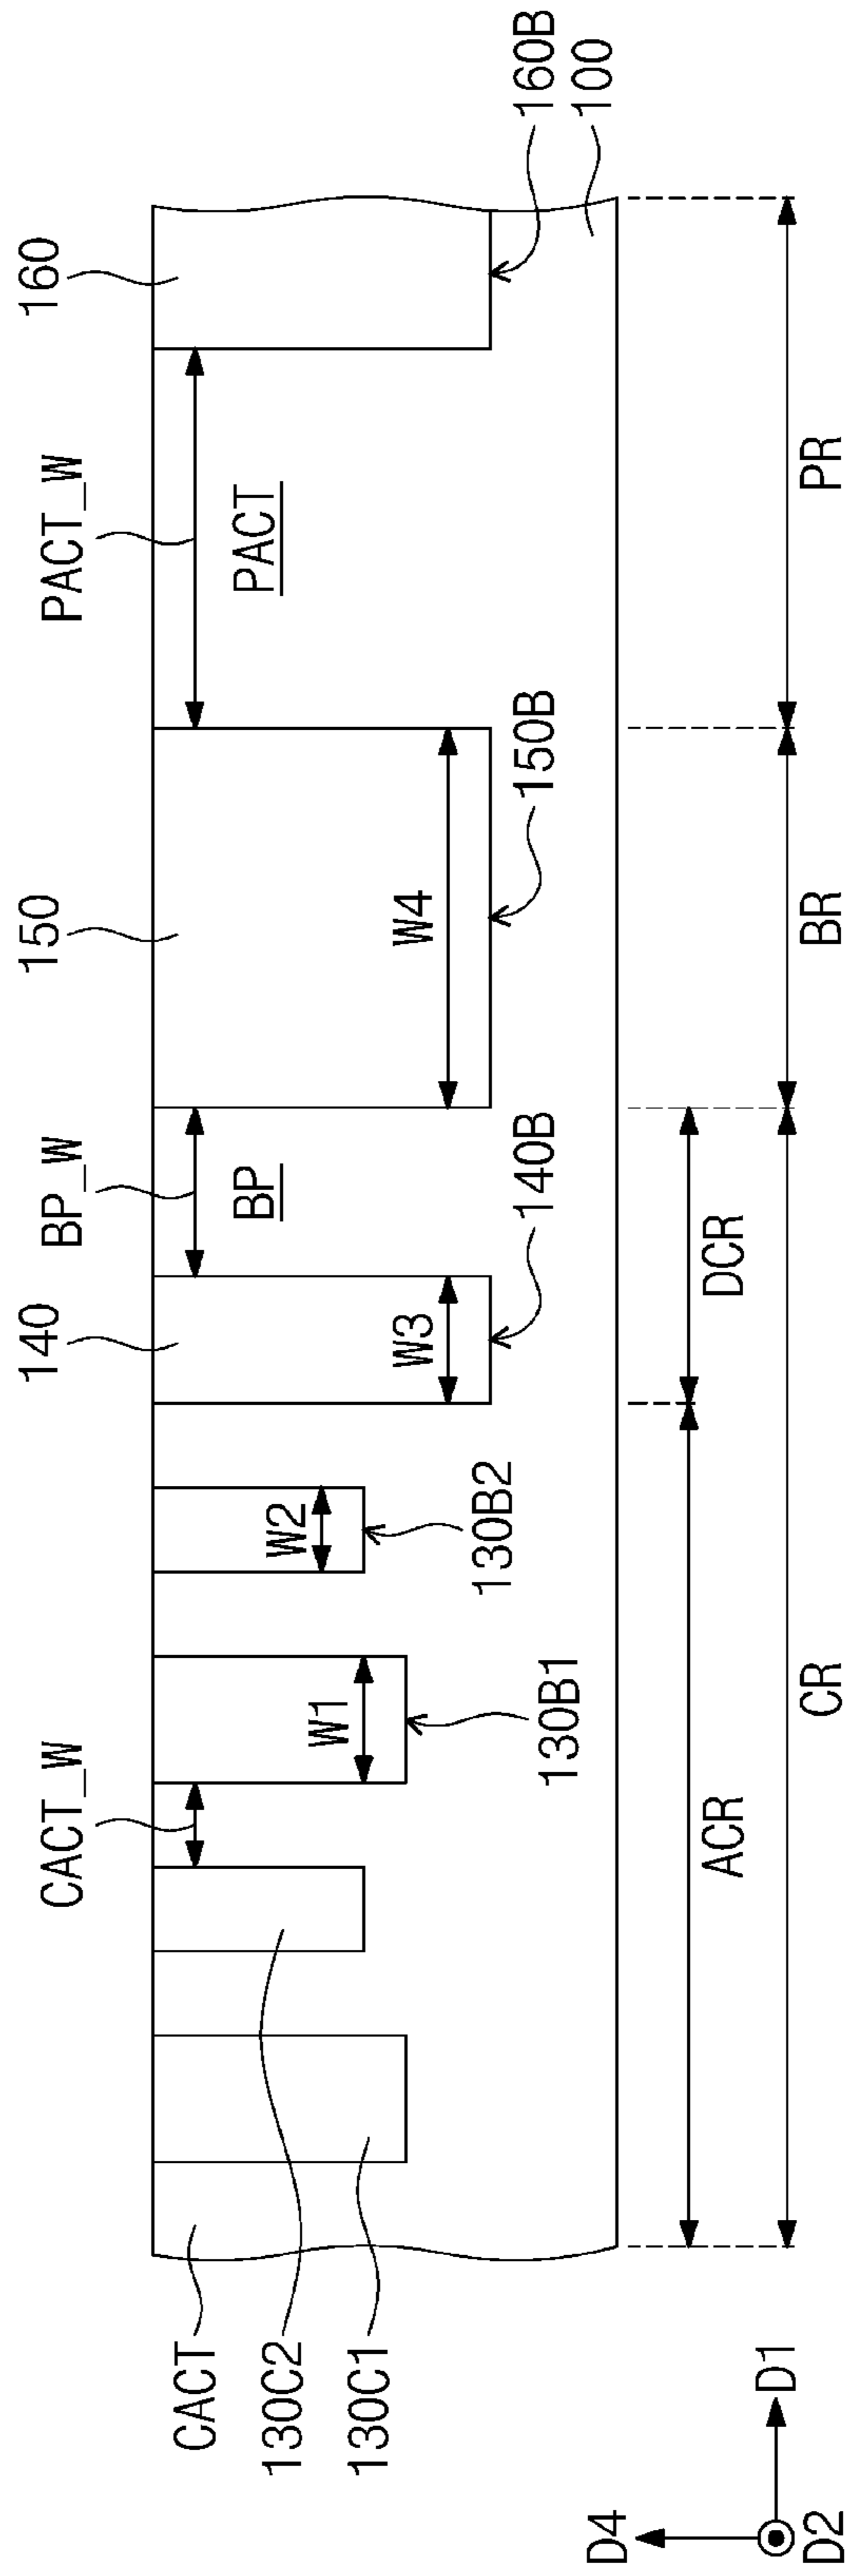 140
150
160
CACT_W
BP_W
PACT_W
CACT
130C2
130C1
W1
W2
W3
W4
BP
PACT
130B1
130B2
140B
150B
160B
100
ACR
DCR
CR
BR
PR
D4
D2
D1